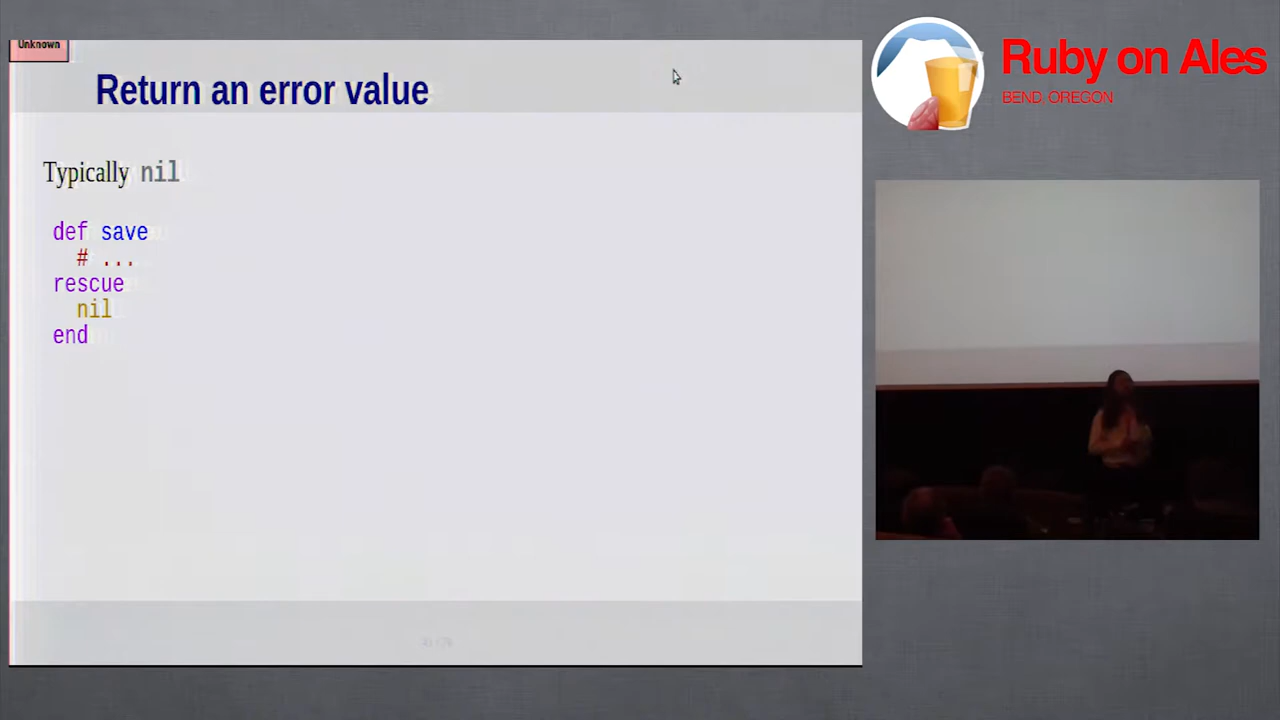 Unknown
Return an error value
Typically nil
def save
# ...
rescue
nil
end
Ruby on Ales
BEND OREGON